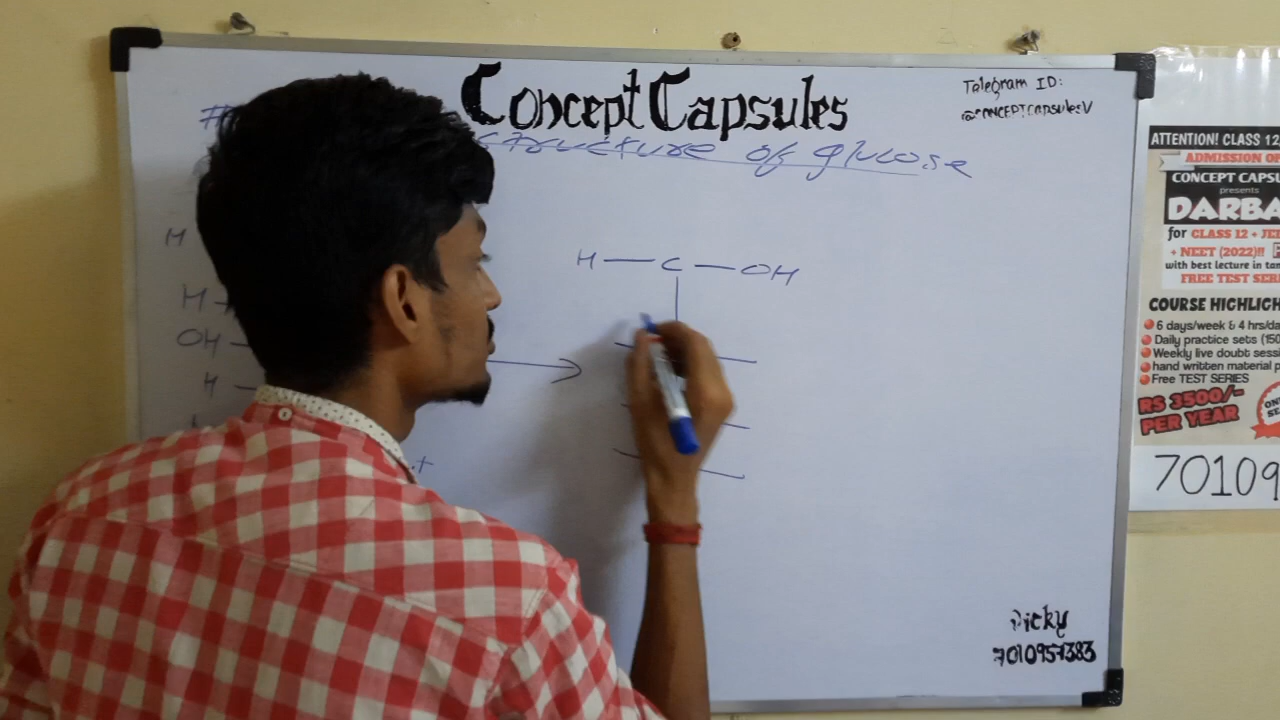 Concept Capsules
Telegram ID:
@CONCEPTCapsulesV
#
structure of glucose
H
H — C — OH
H
OH
H
Vicky
7010957383
ATTENTION! CLASS 12
ADMISSION
CONCEPT CAPSU
presents
DARBA
for CLASS 12 + JEE
+ NEET (2022)!!
with best lecture in tam
FREE TEST SERI
COURSE HIGHLIGH
6 days/week & 4 hrs/da
Daily practice sets (150
Weekly live doubt sess
hand written material p
Free TEST SERIES
RS 3500/-
PER YEAR
70109